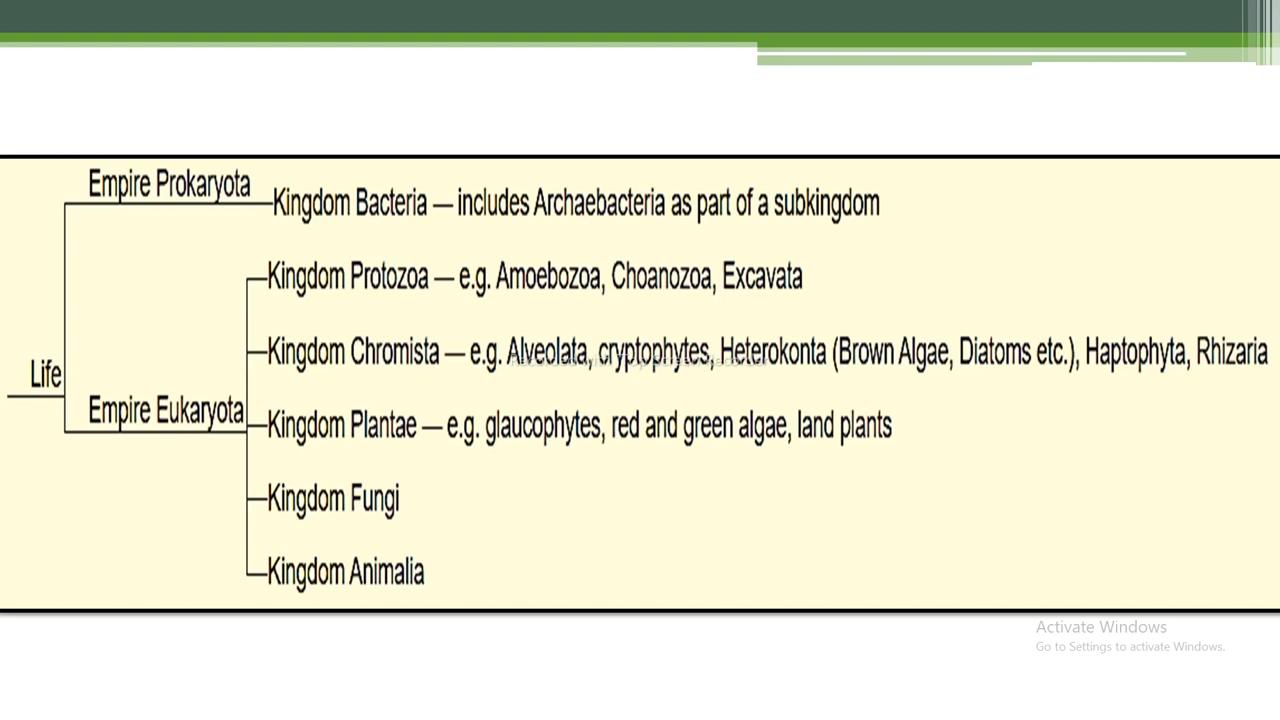 Empire Prokaryota
Kingdom Bacteria — includes Archaebacteria as part of a subkingdom
Kingdom Protozoa — e.g. Amoebozoa, Choanozoa, Excavata
Kingdom Chromista — e.g. Alveolata, cryptophytes, Heterokonta (Brown Algae, Diatoms etc.), Haptophyta, Rhizaria
Life
Empire Eukaryota
Kingdom Plantae — e.g. glaucophytes, red and green algae, land plants
Kingdom Fungi
Kingdom Animalia
Activate Windows
Go to Settings to activate Windows.